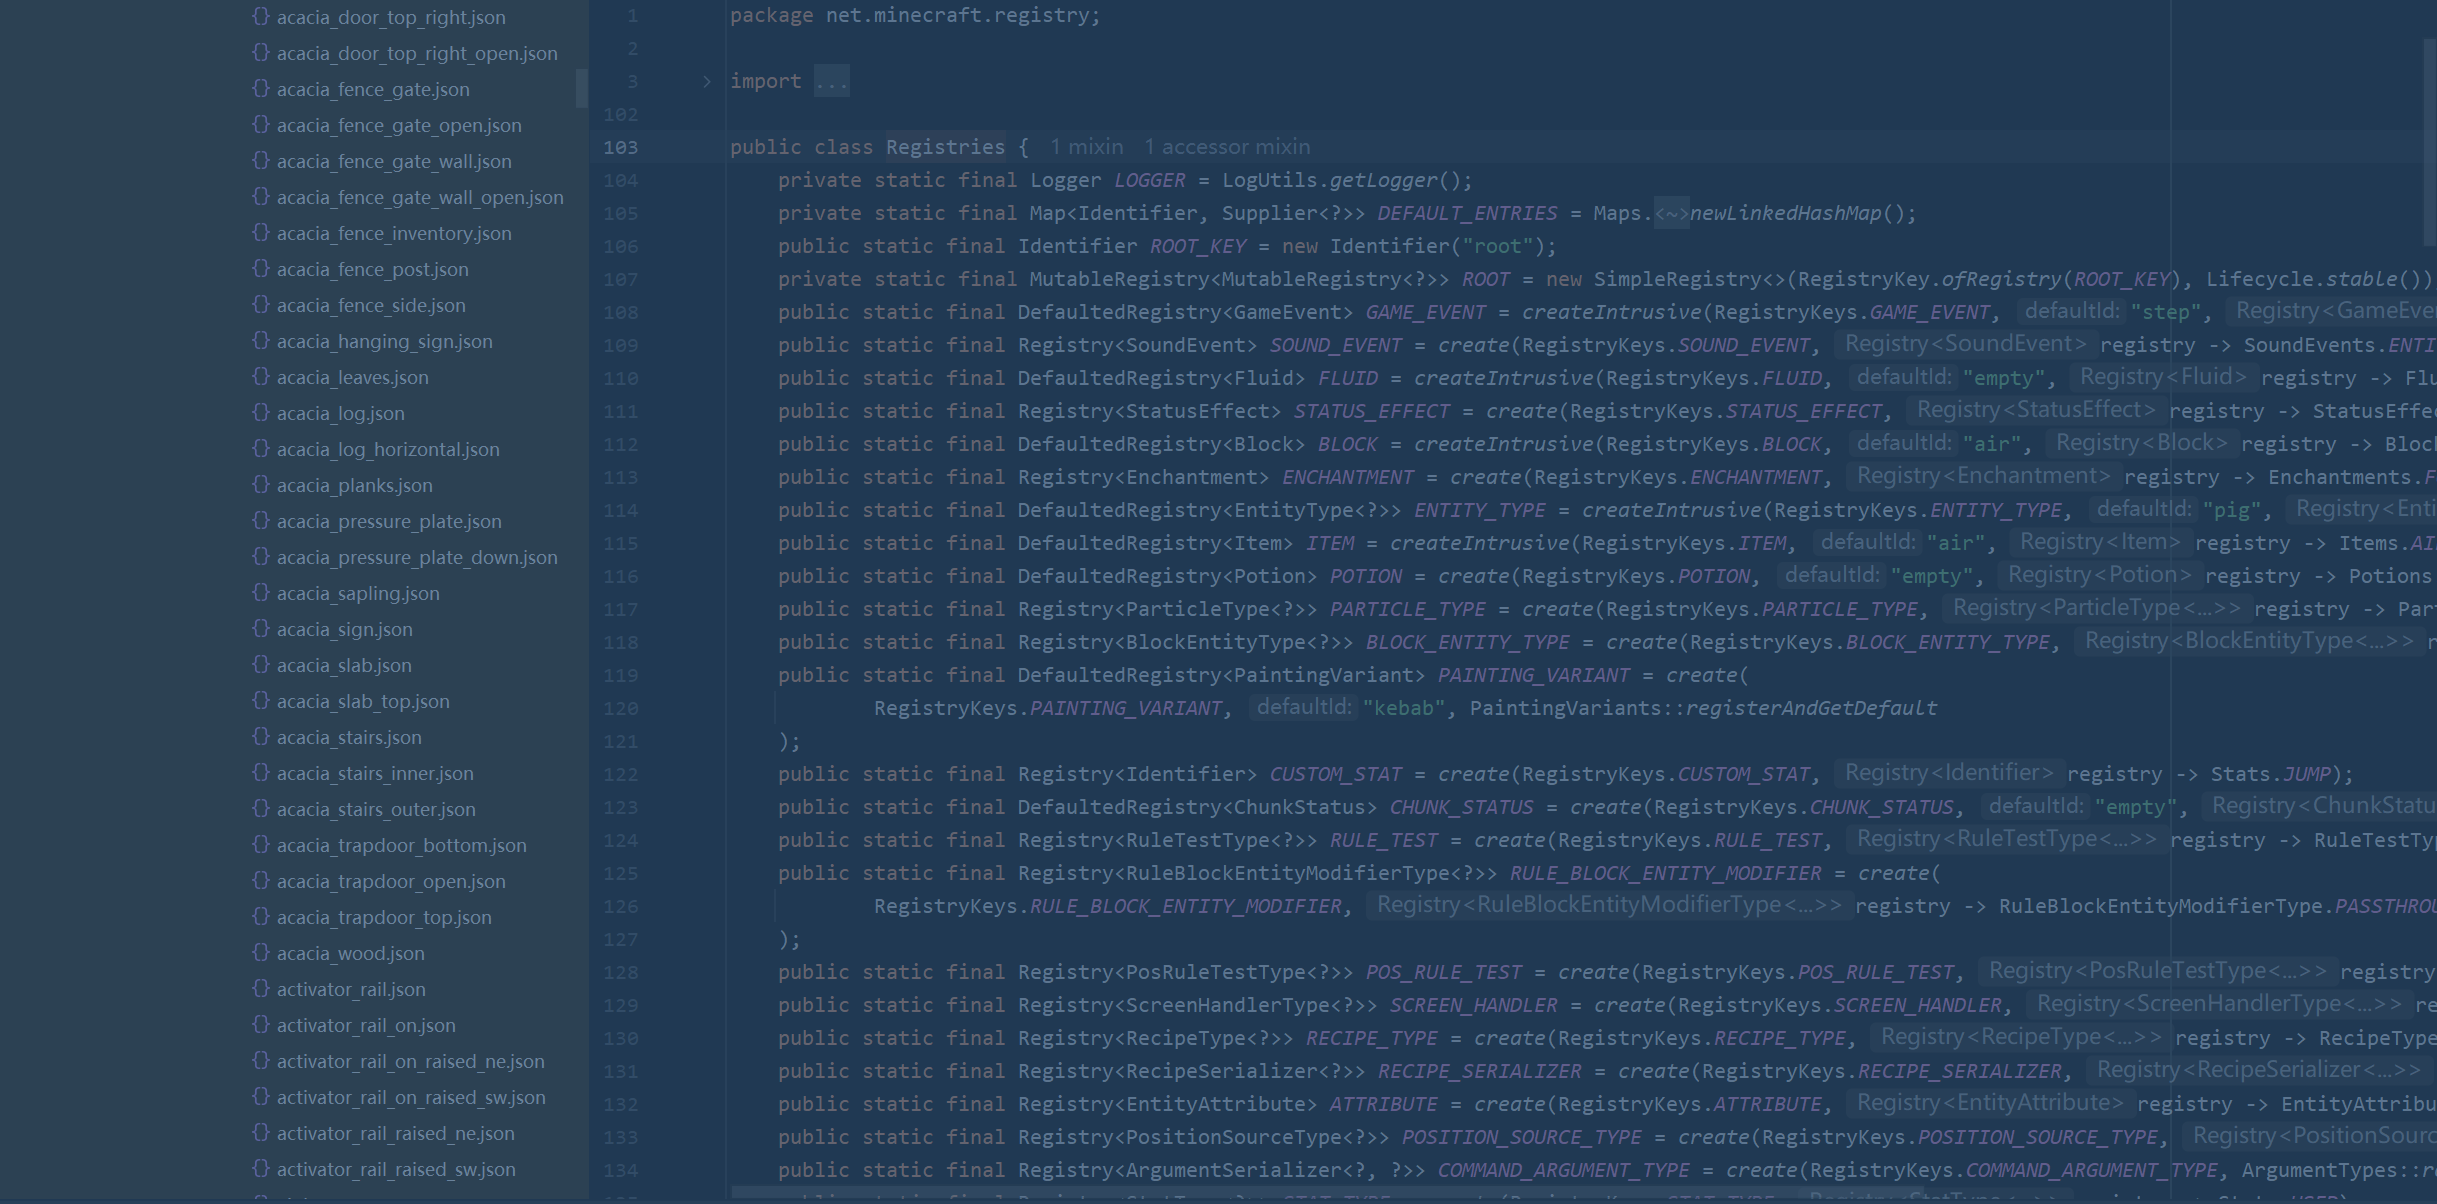 acacia_door_top_right.json
acacia_door_top_right_open.json
acacia_fence_gate.json
acacia_fence_gate_open.json
acacia_fence_gate_wall.json
acacia_fence_gate_wall_open.json
acacia_fence_inventory.json
acacia_fence_post.json
acacia_fence_side.json
acacia_hanging_sign.json
acacia_leaves.json
acacia_log.json
acacia_log_horizontal.json
acacia_planks.json
acacia_pressure_plate.json
acacia_pressure_plate_down.json
acacia_sapling.json
acacia_sign.json
acacia_slab.json
acacia_slab_top.json
acacia_stairs.json
acacia_stairs_inner.json
acacia_stairs_outer.json
acacia_trapdoor_bottom.json
acacia_trapdoor_open.json
acacia_trapdoor_top.json
acacia_wood.json
activator_rail.json
activator_rail_on.json
activator_rail_on_raised_ne.json
activator_rail_on_raised_sw.json
activator_rail_raised_ne.json
activator_rail_raised_sw.json
1 package net.minecraft.registry;
2
3 import ...
102
103 public class Registries { 1 mixin 1 accessor mixin
104 private static final Logger LOGGER = LogUtils.getLogger();
105 private static final Map<Identifier, Supplier<?>> DEFAULT_ENTRIES = Maps.<~>newLinkedHashMap();
106 public static final Identifier ROOT_KEY = new Identifier("root");
107 private static final MutableRegistry<MutableRegistry<?>> ROOT = new SimpleRegistry<>(RegistryKey.ofRegistry(ROOT_KEY), Lifecycle.stable())
108 public static final DefaultedRegistry<GameEvent> GAME_EVENT = createIntrusive(RegistryKeys.GAME_EVENT, defaultId: "step", Registry<GameEve
109 public static final Registry<SoundEvent> SOUND_EVENT = create(RegistryKeys.SOUND_EVENT, Registry<SoundEvent> registry -> SoundEvents.ENTI
110 public static final DefaultedRegistry<Fluid> FLUID = createIntrusive(RegistryKeys.FLUID, defaultId: "empty", Registry<Fluid> registry -> Flu
111 public static final Registry<StatusEffect> STATUS_EFFECT = create(RegistryKeys.STATUS_EFFECT, Registry<StatusEffect> registry -> StatusEffec
112 public static final DefaultedRegistry<Block> BLOCK = createIntrusive(RegistryKeys.BLOCK, defaultId: "air", Registry<Block> registry -> Bloc
113 public static final Registry<Enchantment> ENCHANTMENT = create(RegistryKeys.ENCHANTMENT, Registry<Enchantment> registry -> Enchantments.F
114 public static final DefaultedRegistry<EntityType<?>> ENTITY_TYPE = createIntrusive(RegistryKeys.ENTITY_TYPE, defaultId: "pig", Registry<Enti
115 public static final DefaultedRegistry<Item> ITEM = createIntrusive(RegistryKeys.ITEM, defaultId: "air", Registry<Item> registry -> Items.AI
116 public static final DefaultedRegistry<Potion> POTION = create(RegistryKeys.POTION, defaultId: "empty", Registry<Potion> registry -> Potions
117 public static final Registry<ParticleType<?>> PARTICLE_TYPE = create(RegistryKeys.PARTICLE_TYPE, Registry<ParticleType<...>> registry -> Par
118 public static final Registry<BlockEntityType<?>> BLOCK_ENTITY_TYPE = create(RegistryKeys.BLOCK_ENTITY_TYPE, Registry<BlockEntityType<...>> r
119 public static final DefaultedRegistry<PaintingVariant> PAINTING_VARIANT = create(
120 RegistryKeys.PAINTING_VARIANT, defaultId: "kebab", PaintingVariants::registerAndGetDefault
121 );
122 public static final Registry<Identifier> CUSTOM_STAT = create(RegistryKeys.CUSTOM_STAT, Registry<Identifier> registry -> Stats.JUMP);
123 public static final DefaultedRegistry<ChunkStatus> CHUNK_STATUS = create(RegistryKeys.CHUNK_STATUS, defaultId: "empty", Registry<ChunkStatu
124 public static final Registry<RuleTestType<?>> RULE_TEST = create(RegistryKeys.RULE_TEST, Registry<RuleTestType<...>> registry -> RuleTestTy
125 public static final Registry<RuleBlockEntityModifierType<?>> RULE_BLOCK_ENTITY_MODIFIER = create(
126 RegistryKeys.RULE_BLOCK_ENTITY_MODIFIER, Registry<RuleBlockEntityModifierType<...>> registry -> RuleBlockEntityModifierType.PASSTHROU
127 );
128 public static final Registry<PosRuleTestType<?>> POS_RULE_TEST = create(RegistryKeys.POS_RULE_TEST, Registry<PosRuleTestType<...>> registry
129 public static final Registry<ScreenHandlerType<?>> SCREEN_HANDLER = create(RegistryKeys.SCREEN_HANDLER, Registry<ScreenHandlerType<...>> re
130 public static final Registry<RecipeType<?>> RECIPE_TYPE = create(RegistryKeys.RECIPE_TYPE, Registry<RecipeType<...>> registry -> RecipeType
131 public static final Registry<RecipeSerializer<?>> RECIPE_SERIALIZER = create(RegistryKeys.RECIPE_SERIALIZER, Registry<RecipeSerializer<...>>
132 public static final Registry<EntityAttribute> ATTRIBUTE = create(RegistryKeys.ATTRIBUTE, Registry<EntityAttribute> registry -> EntityAttribu
133 public static final Registry<PositionSourceType<?>> POSITION_SOURCE_TYPE = create(RegistryKeys.POSITION_SOURCE_TYPE, Registry<PositionSourc
134 public static final Registry<ArgumentSerializer<?, ?>> COMMAND_ARGUMENT_TYPE = create(RegistryKeys.COMMAND_ARGUMENT_TYPE, ArgumentTypes::re